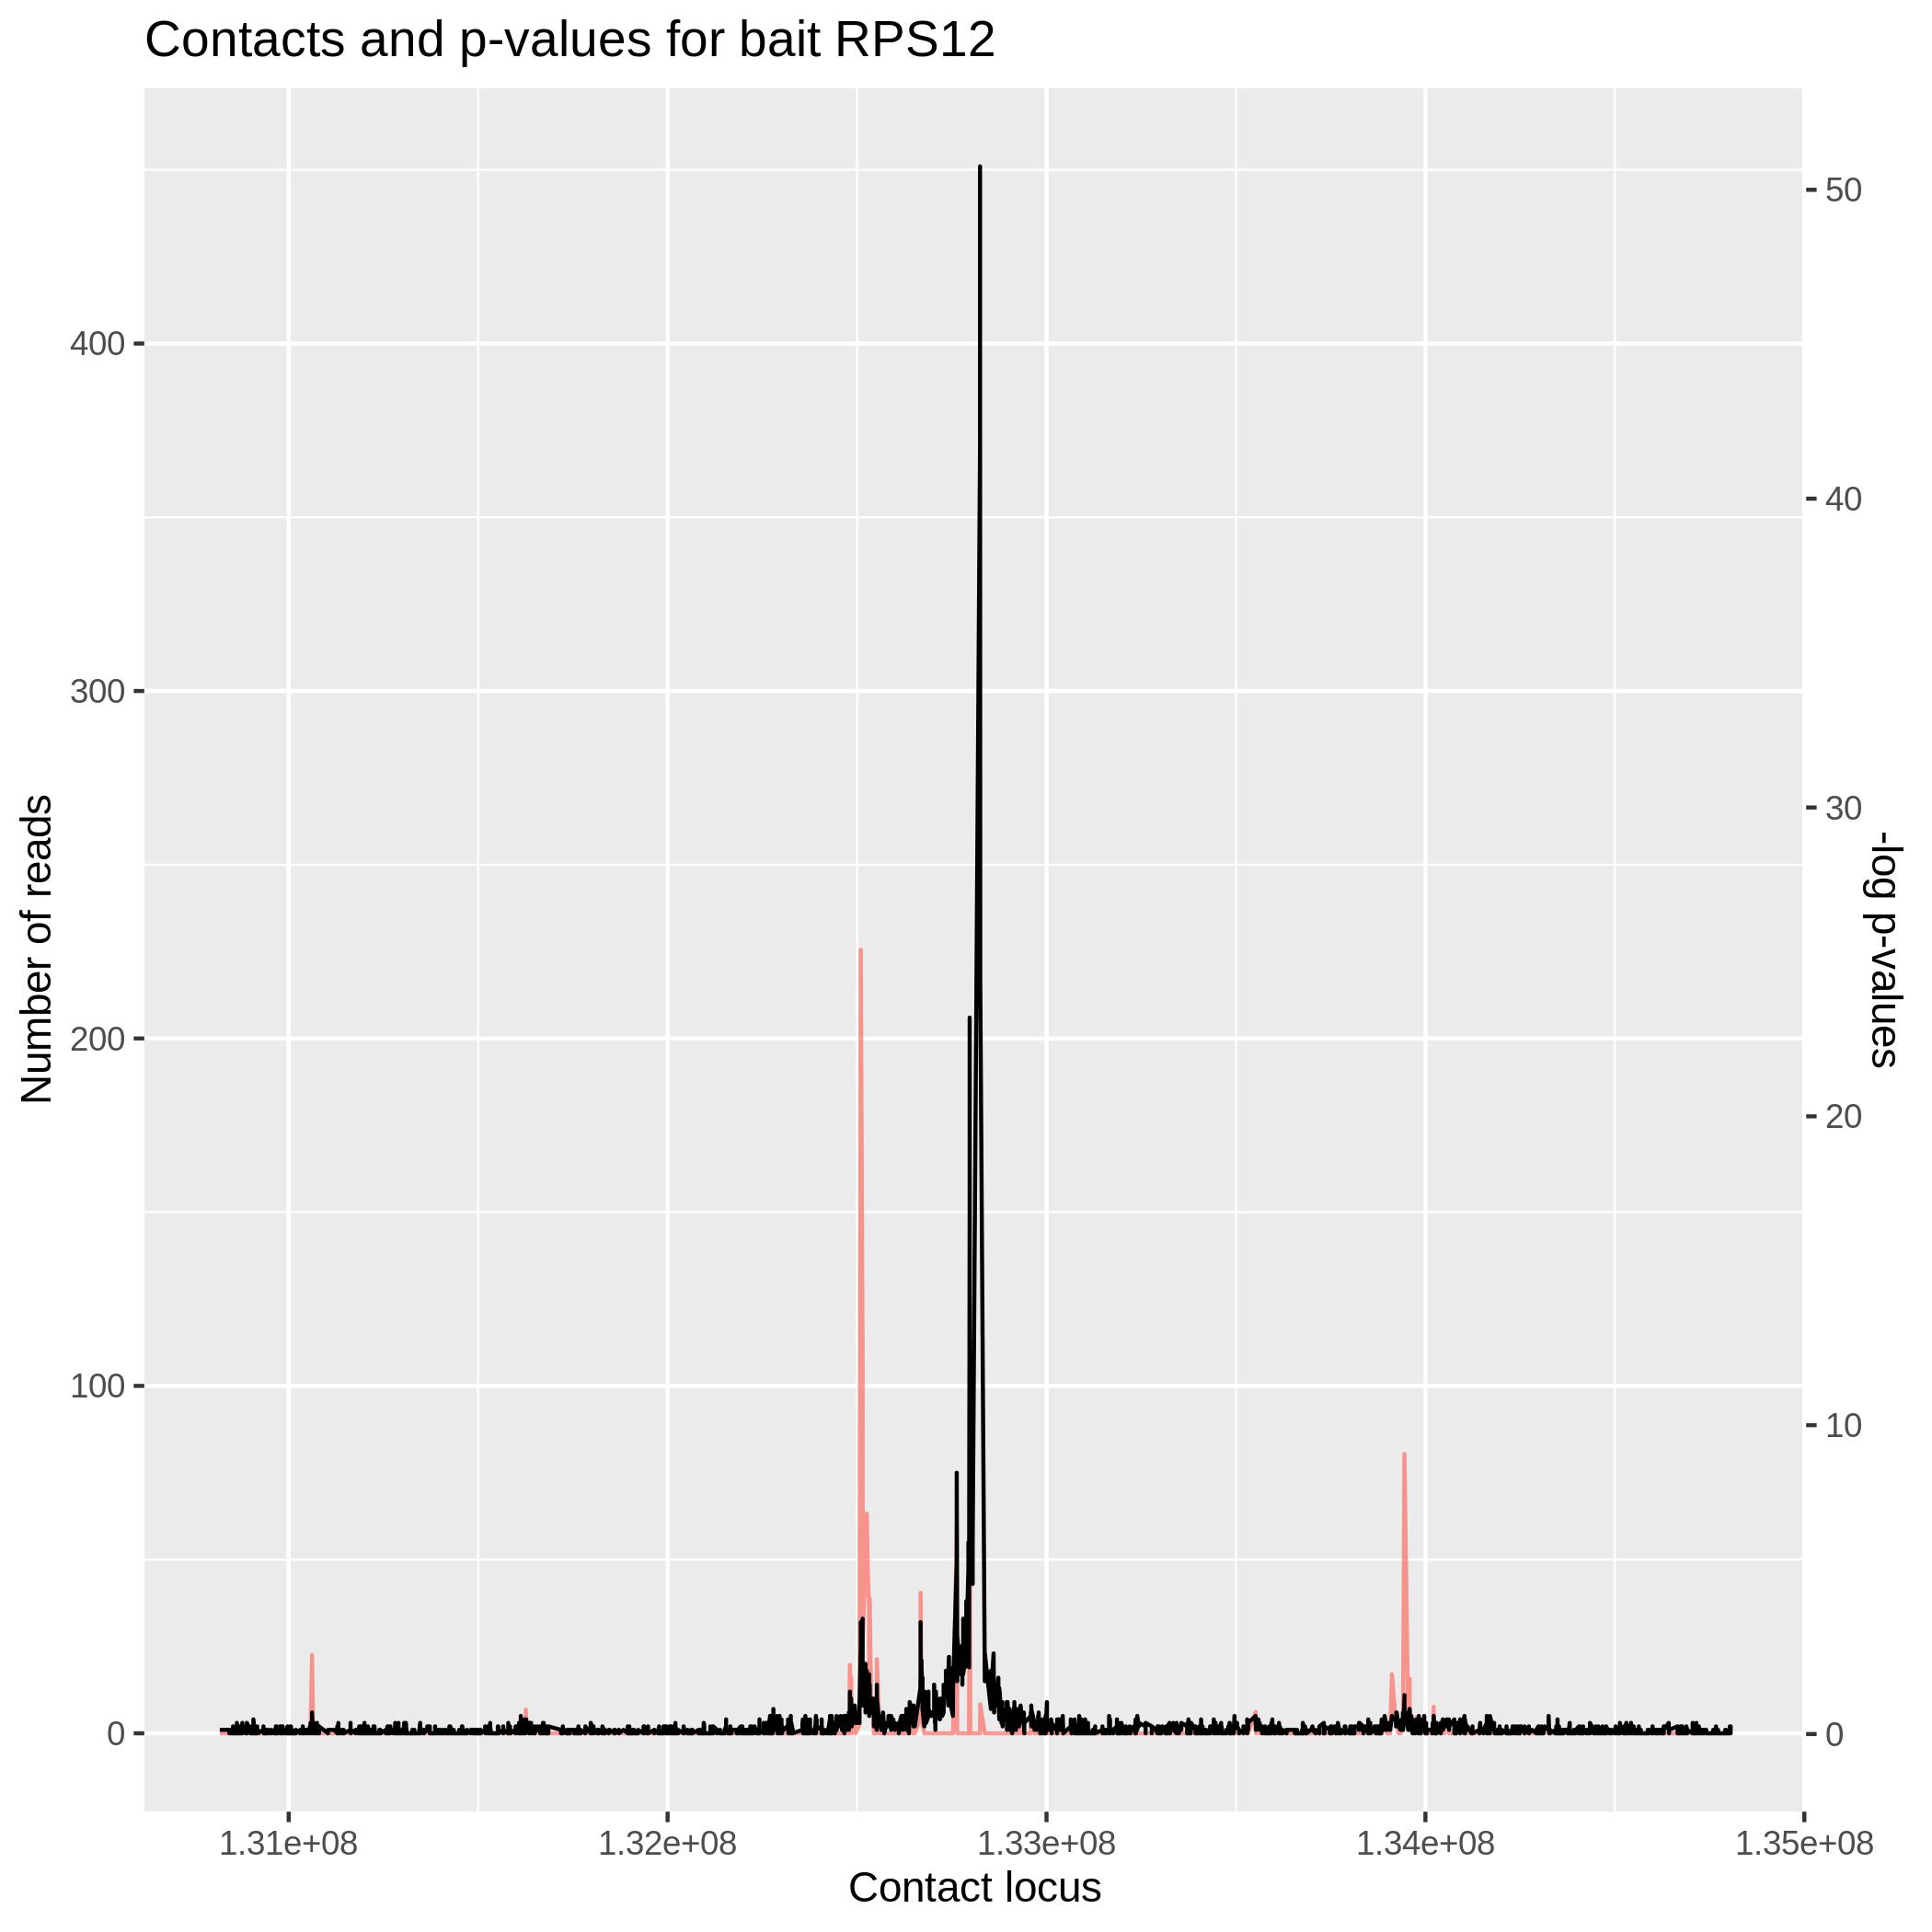 Contacts and p-values for bait RPS12
Number of reads
400
300
200
100
0
50
40
30
20
10
0
-log p-values
1.31e+08
1.32e+08
1.33e+08
1.34e+08
1.35e+08
Contact locus